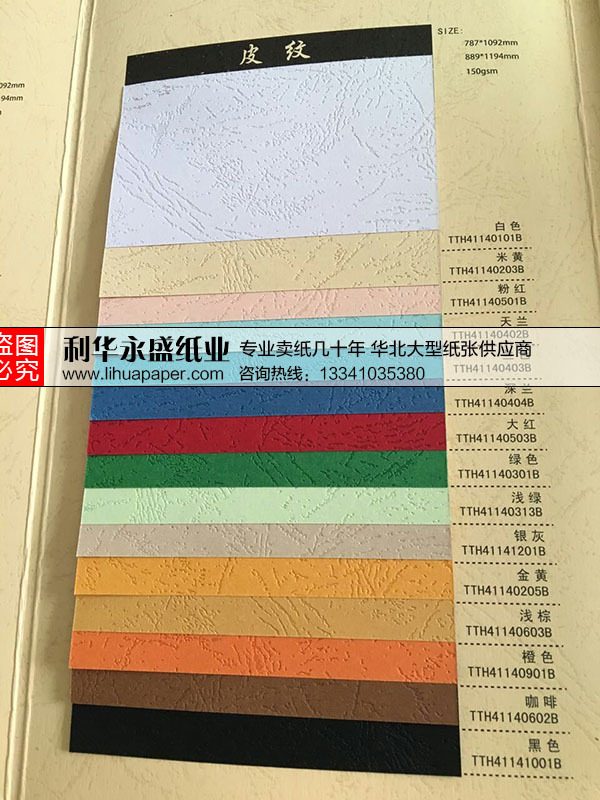 皮纹
SIZE:
787*1092mm
889*1194mm
150gsm
092mm
94mm
白色
TTH41140101B
米黄
TTH41140203B
粉红
TTH41140501B
天兰
TTH41140402B
TTH41140403B
深兰
TTH41140404B
大红
TTH41140503B
绿色
TTH41140301B
浅绿
TTH41140313B
银灰
TTH41141201B
金黄
TTH41140205B
浅棕
TTH41140603B
橙色
TTH41140901B
咖啡
TTH41140602B
黑色
TTH41141001B
盗图
必究
利华永盛纸业
www.lihuapaper.com
专业卖纸几十年 华北大型纸张供应商
咨询热线：13341035380